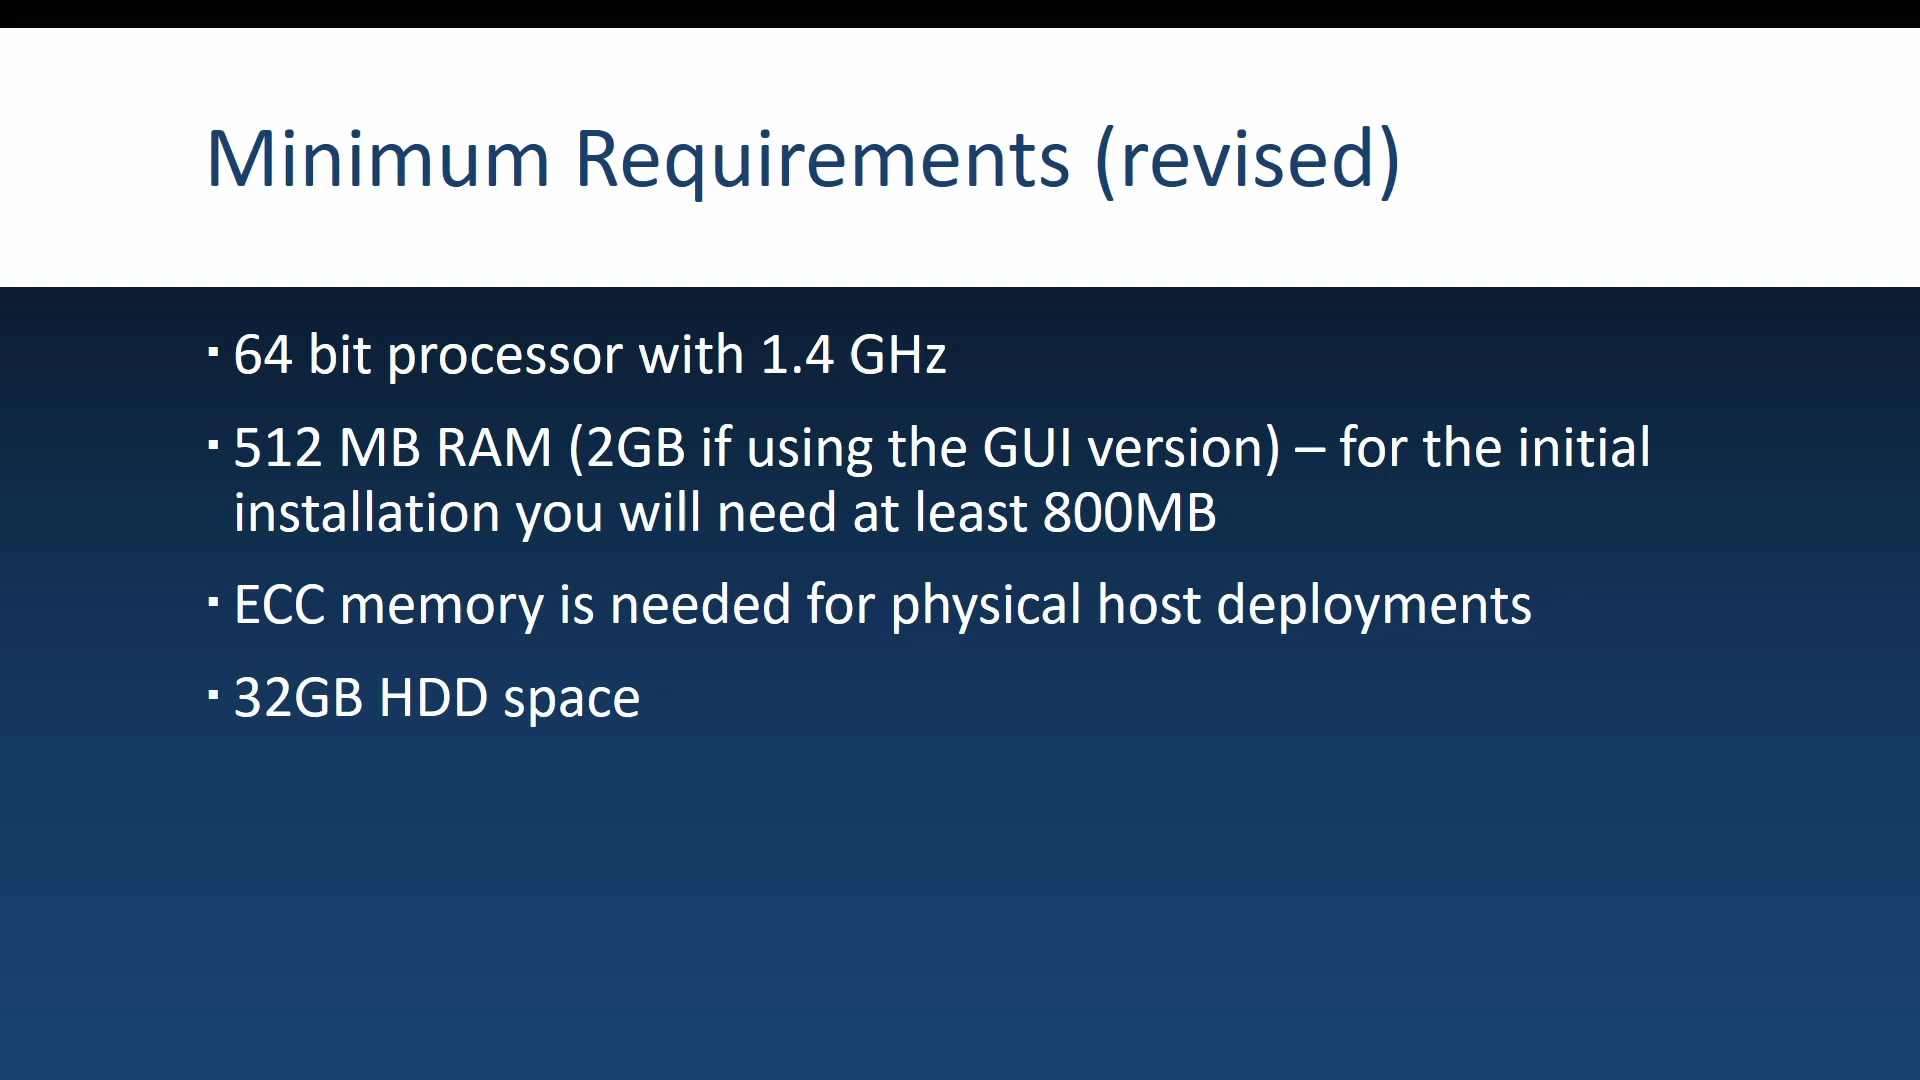 Minimum Requirements (revised)
▪ 64 bit processor with 1.4 GHz
▪ 512 MB RAM (2GB if using the GUI version) – for the initial
installation you will need at least 800MB
▪ ECC memory is needed for physical host deployments
▪ 32GB HDD space